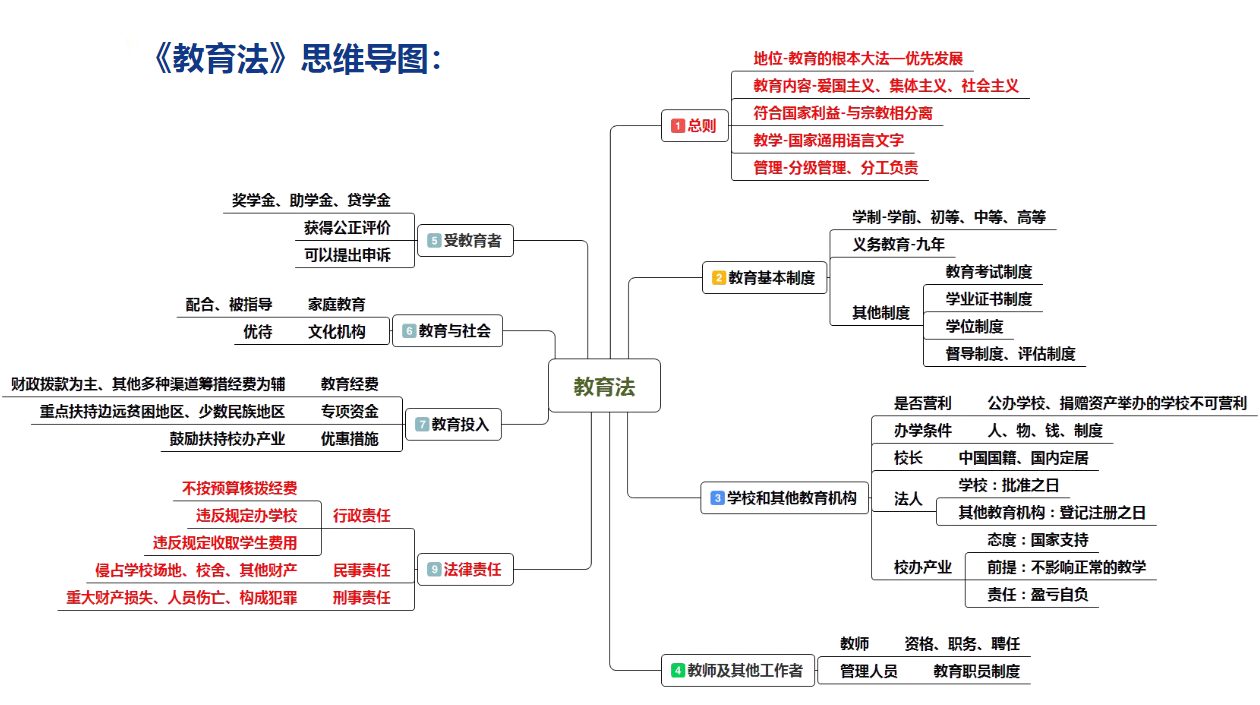 《教育法》思维导图：
教育法
1 总则
地位-教育的根本大法—优先发展
教育内容-爱国主义、集体主义、社会主义
符合国家利益-与宗教相分离
教学-国家通用语言文字
管理-分级管理、分工负责
2 教育基本制度
学制-学前、初等、中等、高等
义务教育-九年
其他制度
教育考试制度
学业证书制度
学位制度
督导制度、评估制度
3 学校和其他教育机构
是否营利 公办学校、捐赠资产举办的学校不可营利
办学条件 人、物、钱、制度
校长 中国国籍、国内定居
法人
学校：批准之日
其他教育机构：登记注册之日
校办产业
态度：国家支持
前提：不影响正常的教学
责任：盈亏自负
4 教师及其他工作者
教师 资格、职务、聘任
管理人员 教育职员制度
5 受教育者
奖学金、助学金、贷学金
获得公正评价
可以提出申诉
6 教育与社会
配合、被指导 家庭教育
优待 文化机构
7 教育投入
财政拨款为主、其他多种渠道筹措经费为辅 教育经费
重点扶持边远贫困地区、少数民族地区 专项资金
鼓励扶持校办产业 优惠措施
9 法律责任
不按预算核拨经费
违反规定办学校 行政责任
违反规定收取学生费用
侵占学校场地、校舍、其他财产 民事责任
重大财产损失、人员伤亡、构成犯罪 刑事责任